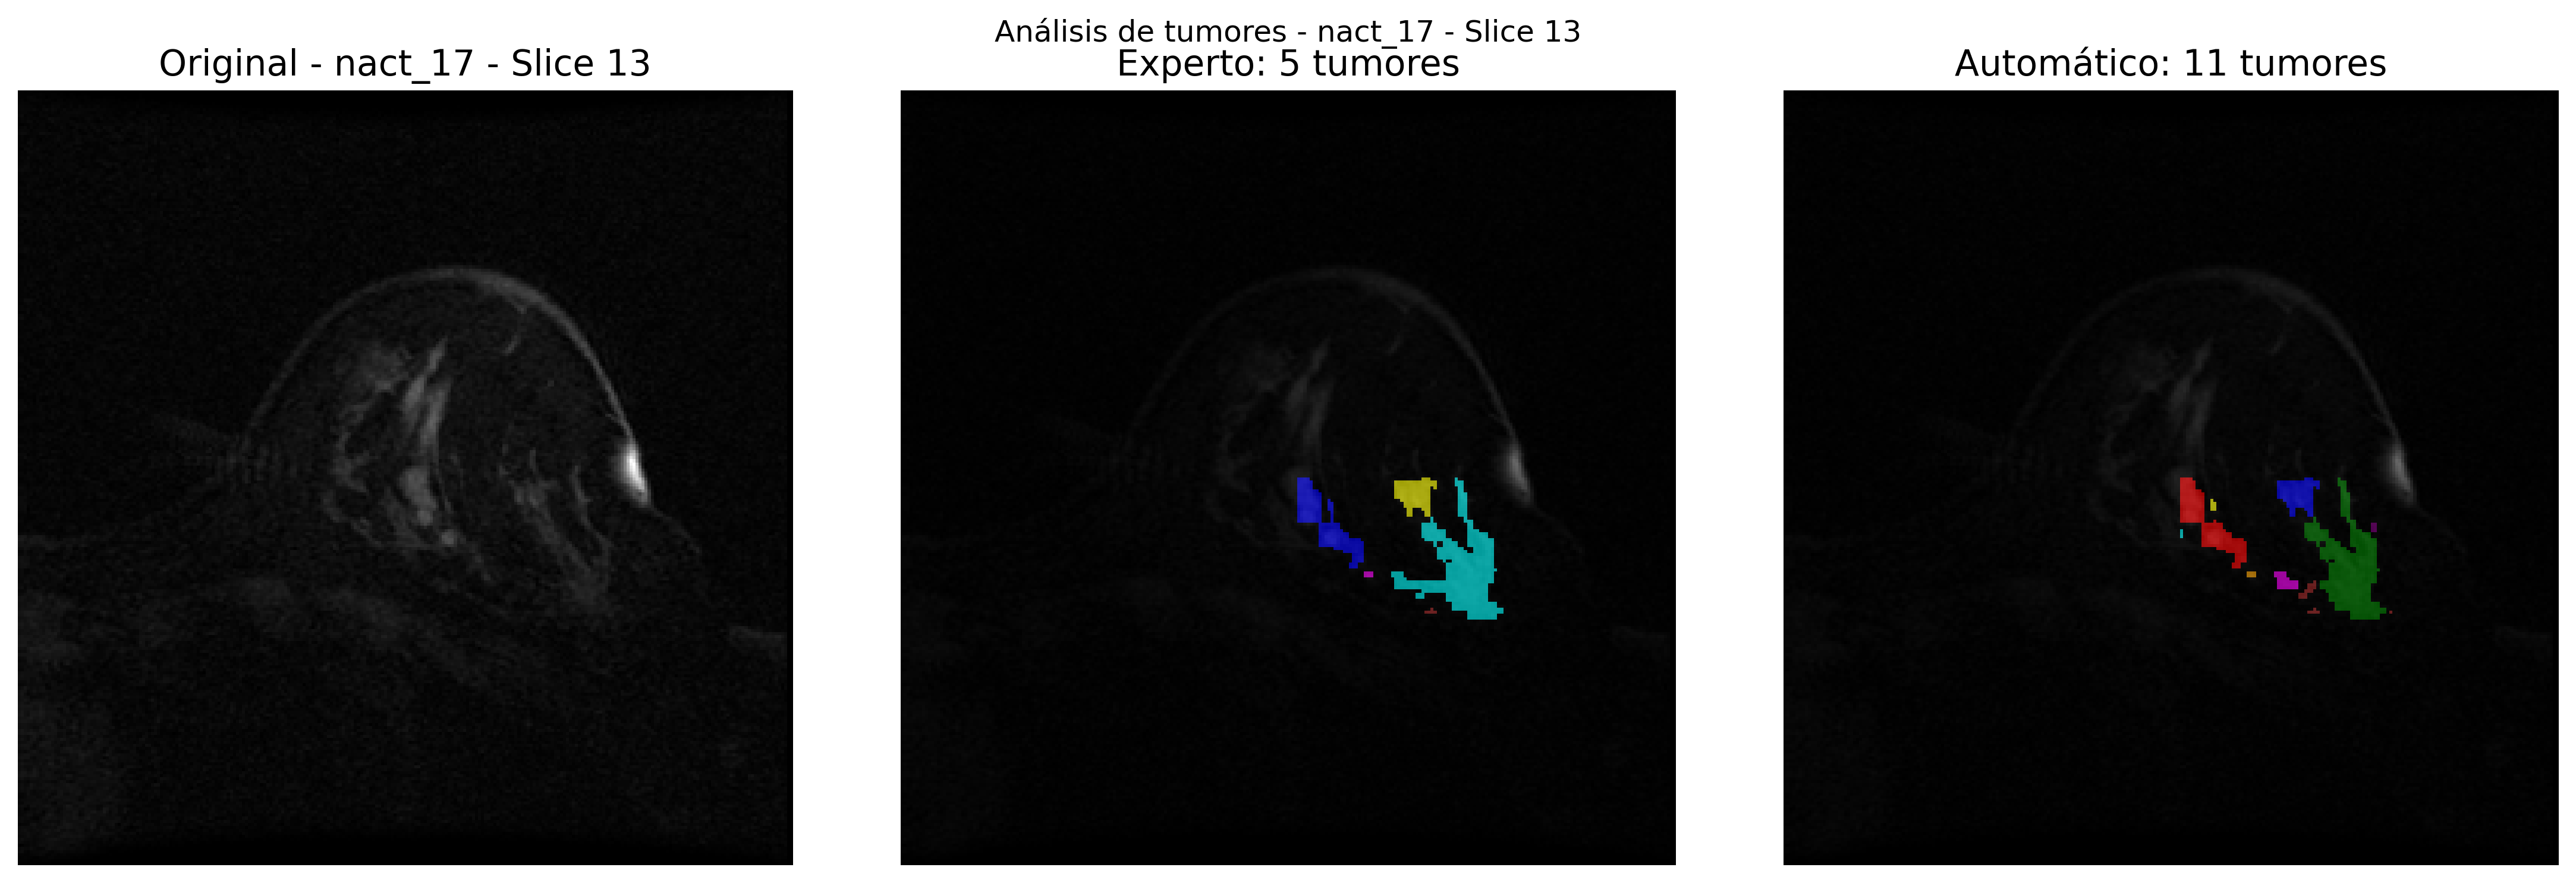 Análisis de tumores - nact_17 - Slice 13
Original - nact_17 - Slice 13
Experto: 5 tumores
Automático: 11 tumores